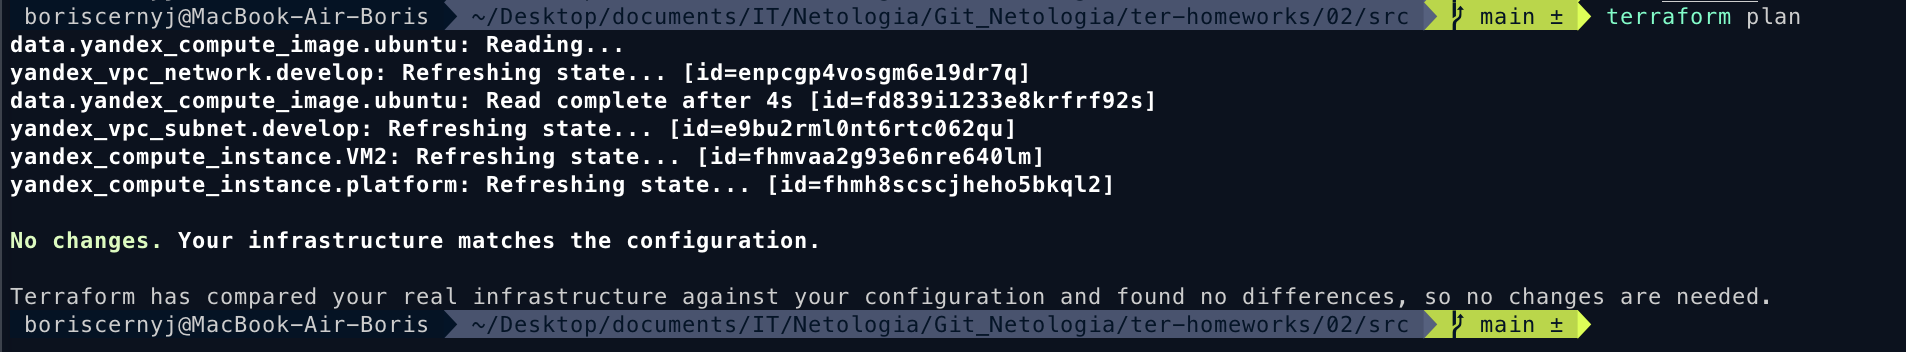 boriscernyj@MacBook-Air-Boris ~/Desktop/documents/IT/Netologia/Git_Netologia/ter-homeworks/02/src main ± terraform plan
data.yandex_compute_image.ubuntu: Reading...
yandex_vpc_network.develop: Refreshing state... [id=enpcgp4vosgm6e19dr7q]
data.yandex_compute_image.ubuntu: Read complete after 4s [id=fd839i1233e8krfrf92s]
yandex_vpc_subnet.develop: Refreshing state... [id=e9bu2rml0nt6rtc062qu]
yandex_compute_instance.VM2: Refreshing state... [id=fhmvaa2g93e6nre640lm]
yandex_compute_instance.platform: Refreshing state... [id=fhmh8scscjheho5bkql2]
No changes. Your infrastructure matches the configuration.
Terraform has compared your real infrastructure against your configuration and found no differences, so no changes are needed.
boriscernyj@MacBook-Air-Boris ~/Desktop/documents/IT/Netologia/Git_Netologia/ter-homeworks/02/src main ±